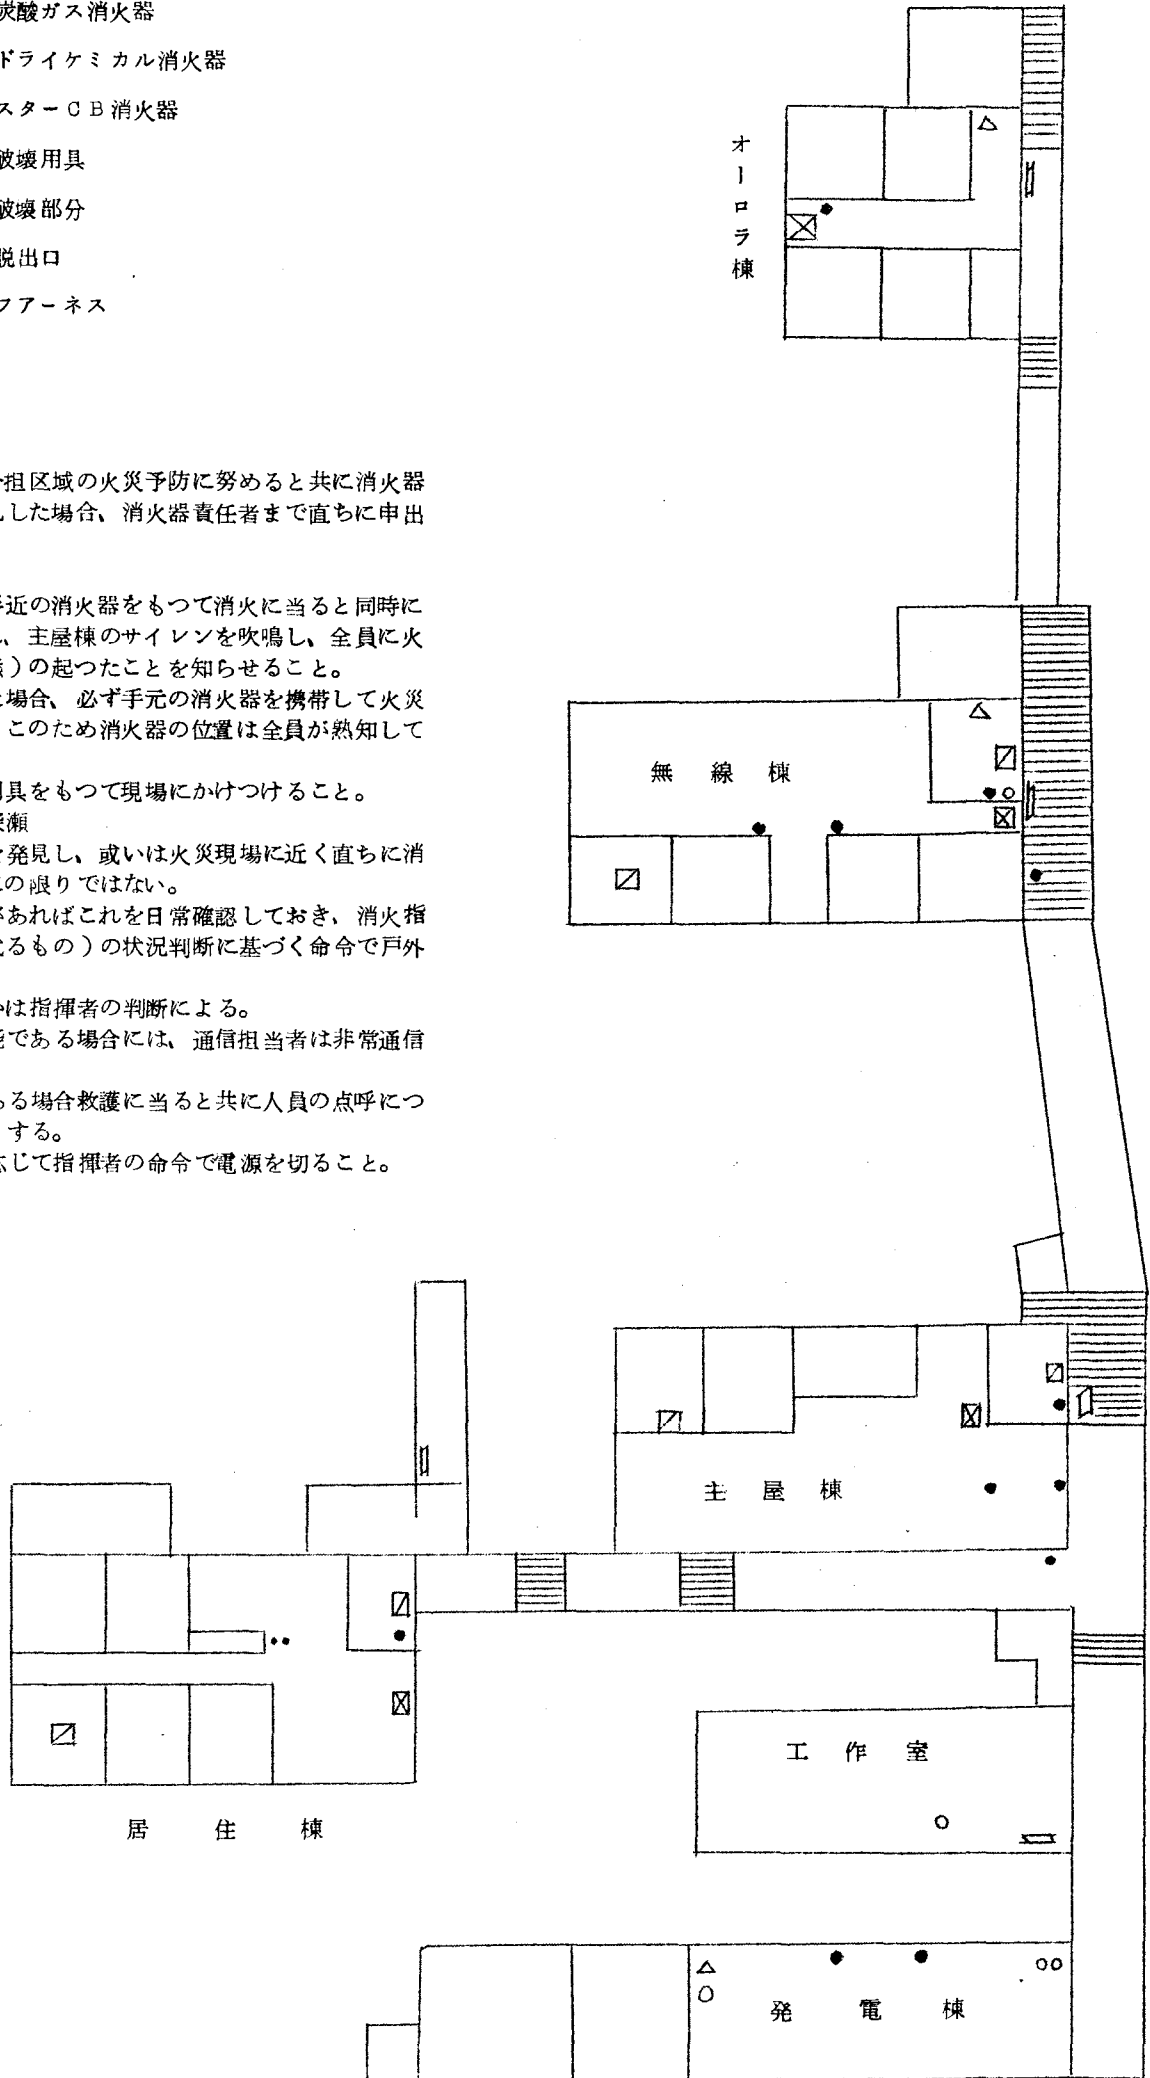 炭酸ガス消火器
ドライケミカル消火器
スターCB消火器
破壊用具
破壊部分
脱出口
フアーネス
担区域の火災予防に努めると共に消火器
した場合、消火器責任者まで直ちに申出
近の消火器をもつて消火に当ると同時に
、主屋棟のサイレンを吹鳴し、全員に火
）の起つたことを知らせること。
場合、必ず手元の消火器を携帯して火災
このため消火器の位置は全員が熟知して
具をもつて現場にかけつけること。
瀬
発見し、或いは火災現場に近く直ちに消
の限りではない。
があればこれを日常確認しておき、消火指
るもの）の状況判断に基づく命令で戸外
は指揮者の判断による。
である場合には、通信担当者は非常通信
る場合救護に当ると共に人員の点呼につ
する。
じて指揮者の命令で電源を切ること。
オーロラ棟
無線棟
主屋棟
居住棟
工作室
発電棟